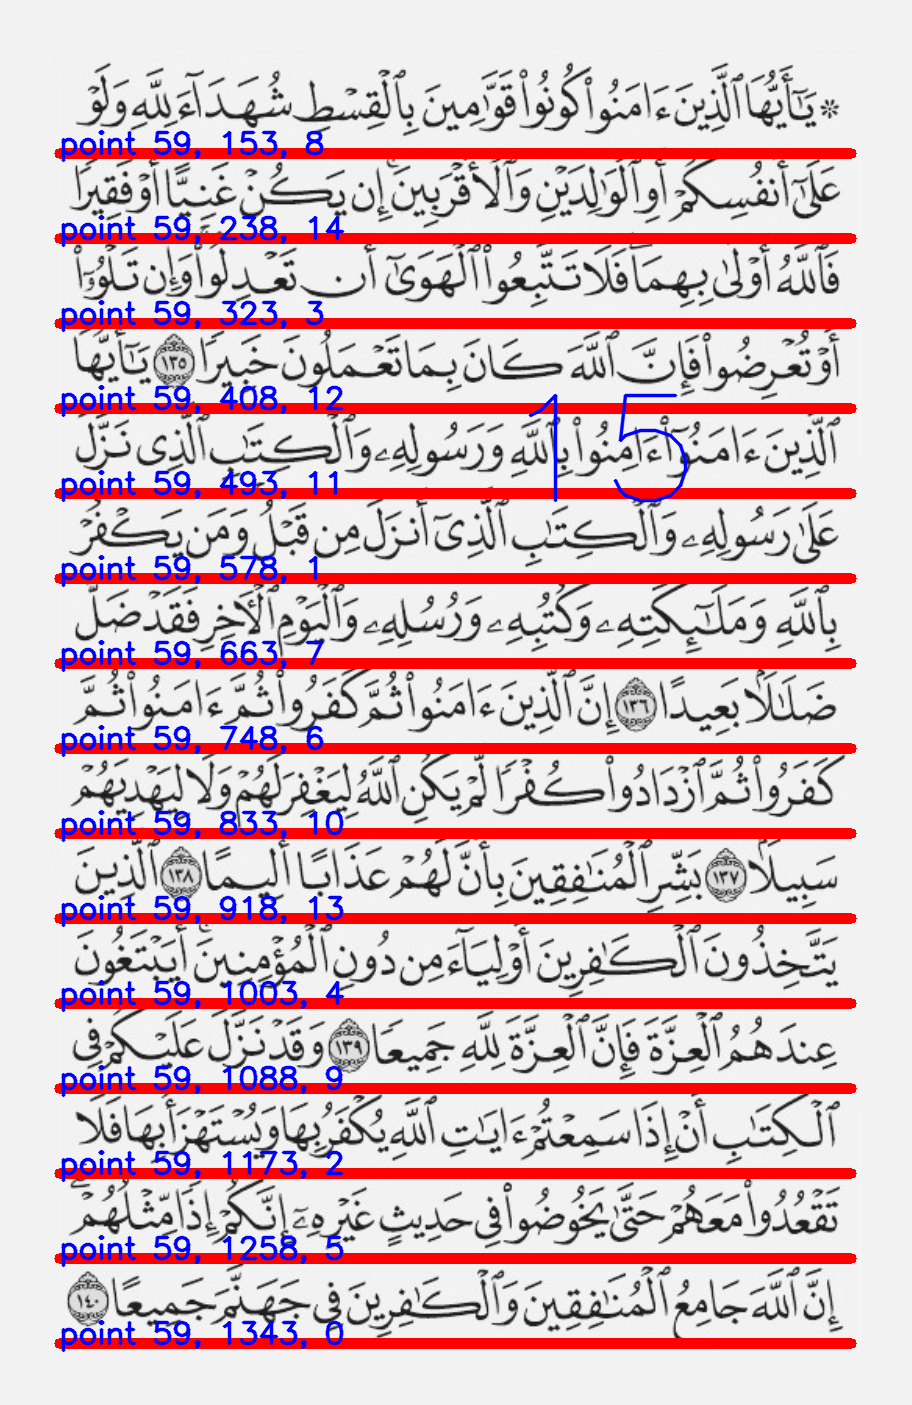 ۞ يَـٰٓأَيُّهَا ٱلَّذِينَ ءَامَنُوا۟ كُونُوا۟ قَوَّٰمِينَ بِٱلْقِسْطِ شُهَدَآءَ لِلَّهِ وَلَوْ
point 59, 153, 8
عَلَىٰٓ أَنفُسِكُمْ أَوِ ٱلْوَٰلِدَيْنِ وَٱلْأَقْرَبِينَ ۚ إِن يَكُنْ غَنِيًّا أَوْ فَقِيرًا
point 59, 238, 14
فَٱللَّهُ أَوْلَىٰ بِهِمَا ۖ فَلَا تَتَّبِعُوا۟ ٱلْهَوَىٰٓ أَن تَعْدِلُوا۟ ۚ وَإِن تَلْوُۥٓا۟
point 59, 323, 3
أَوْ تُعْرِضُوا۟ فَإِنَّ ٱللَّهَ كَانَ بِمَا تَعْمَلُونَ خَبِيرًا ١٣٥ يَـٰٓأَيُّهَا
point 59, 408, 12
ٱلَّذِينَ ءَامَنُوٓا۟ ءَامِنُوا۟ بِٱللَّهِ وَرَسُولِهِۦ وَٱلْكِتَـٰبِ ٱلَّذِى نَزَّلَ
15
point 59, 493, 11
عَلَىٰ رَسُولِهِۦ وَٱلْكِتَـٰبِ ٱلَّذِىٓ أَنزَلَ مِن قَبْلُ ۚ وَمَن يَكْفُرْ
point 59, 578, 1
بِٱللَّهِ وَمَلَـٰٓئِكَتِهِۦ وَكُتُبِهِۦ وَرُسُلِهِۦ وَٱلْيَوْمِ ٱلْـَٔاخِرِ فَقَدْ ضَلَّ
point 59, 663, 7
ضَلَـٰلًۢا بَعِيدًا ١٣٦ إِنَّ ٱلَّذِينَ ءَامَنُوا۟ ثُمَّ كَفَرُوا۟ ثُمَّ ءَامَنُوا۟ ثُمَّ
point 59, 748, 6
كَفَرُوا۟ ثُمَّ ٱزْدَادُوا۟ كُفْرًا لَّمْ يَكُنِ ٱللَّهُ لِيَغْفِرَ لَهُمْ وَلَا لِيَهْدِيَهُمْ
point 59, 833, 10
سَبِيلًۢا ١٣٧ بَشِّرِ ٱلْمُنَـٰفِقِينَ بِأَنَّ لَهُمْ عَذَابًا أَلِيمًا ١٣٨ ٱلَّذِينَ
point 59, 918, 13
يَتَّخِذُونَ ٱلْكَـٰفِرِينَ أَوْلِيَآءَ مِن دُونِ ٱلْمُؤْمِنِينَ ۚ أَيَبْتَغُونَ
point 59, 1003, 4
عِندَهُمُ ٱلْعِزَّةَ فَإِنَّ ٱلْعِزَّةَ لِلَّهِ جَمِيعًا ١٣٩ وَقَدْ نَزَّلَ عَلَيْكُمْ فِى
point 59, 1088, 9
ٱلْكِتَـٰبِ أَنْ إِذَا سَمِعْتُمْ ءَايَـٰتِ ٱللَّهِ يُكْفَرُ بِهَا وَيُسْتَهْزَأُ بِهَا فَلَا
point 59, 1173, 2
تَقْعُدُوا۟ مَعَهُمْ حَتَّىٰ يَخُوضُوا۟ فِى حَدِيثٍ غَيْرِهِۦٓ ۚ إِنَّكُمْ إِذًا مِّثْلُهُمْ ۗ
point 59, 1258, 5
إِنَّ ٱللَّهَ جَامِعُ ٱلْمُنَـٰفِقِينَ وَٱلْكَـٰفِرِينَ فِى جَهَنَّمَ جَمِيعًا ١٤٠
point 59, 1343, 0